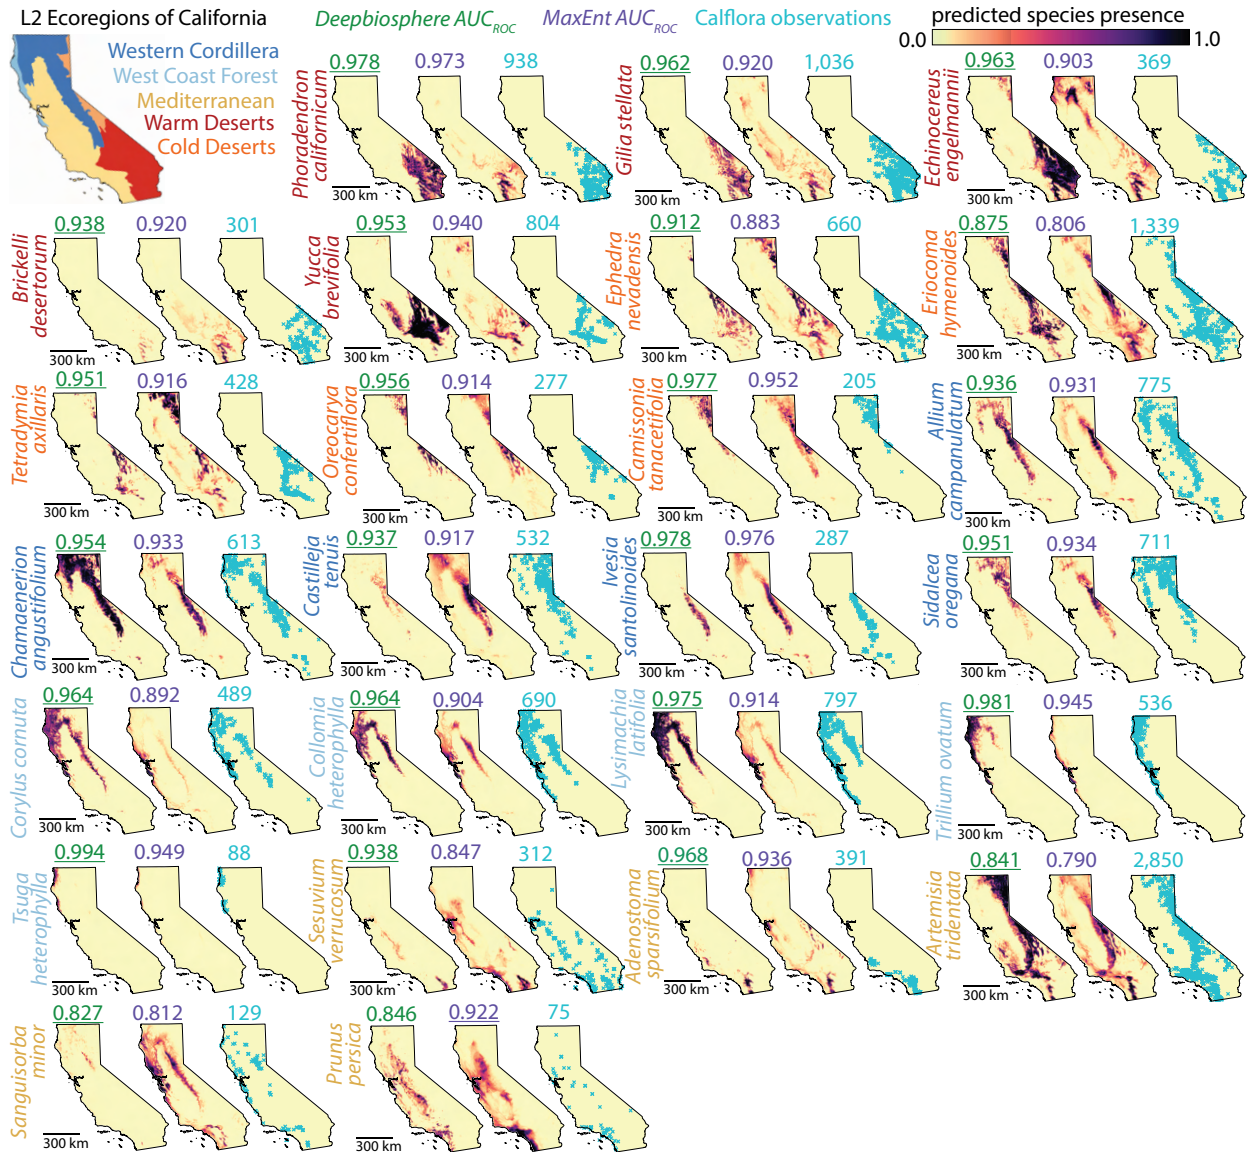 L2 Ecoregions of California
Western Cordillera
West Coast Forest
Mediterranean
Warm Deserts
Cold Deserts
Deepbiosphere AUCROC
MaxEnt AUCROC
Calflora observations
predicted species presence
0.0
1.0
Phoradendron
californicum
0.978
0.973
938
300 km
Gilia stellata
0.962
0.920
1,036
300 km
Echinocereus
engelmannii
0.963
0.903
369
300 km
Brickelli
desertorum
0.938
0.920
301
300 km
Yucca
brevifolia
0.953
0.940
804
300 km
Ephedra
nevadensis
0.912
0.883
660
300 km
Eriocoma
hymenoides
0.875
0.806
1,339
300 km
Tetradymia
axillaris
0.951
0.916
428
300 km
Oreocarya
confertiflora
0.956
0.914
277
300 km
Camissonia
tanacetifolia
0.977
0.952
205
300 km
Allium
campanulatum
0.936
0.931
775
300 km
Chamaenerion
angustifolium
0.954
0.933
613
300 km
Castilleja
tenuis
0.937
0.917
532
300 km
Ivesia
santolinoides
0.978
0.976
287
300 km
Sidalcea
oregana
0.951
0.934
711
300 km
Corylus cornuta
0.964
0.892
489
300 km
Collomia
heterophylla
0.964
0.904
690
300 km
Lysimachia
latifolia
0.975
0.914
797
300 km
Trillium ovatum
0.981
0.945
536
300 km
Tsuga
heterophylla
0.994
0.949
88
300 km
Sesuvium
verrucosum
0.938
0.847
312
300 km
Adenostoma
sparsifolium
0.968
0.936
391
300 km
Artemisia
tridentata
0.841
0.790
2,850
300 km
Sanguisorba
minor
0.827
0.812
129
300 km
Prunus
persica
0.846
0.922
75
300 km